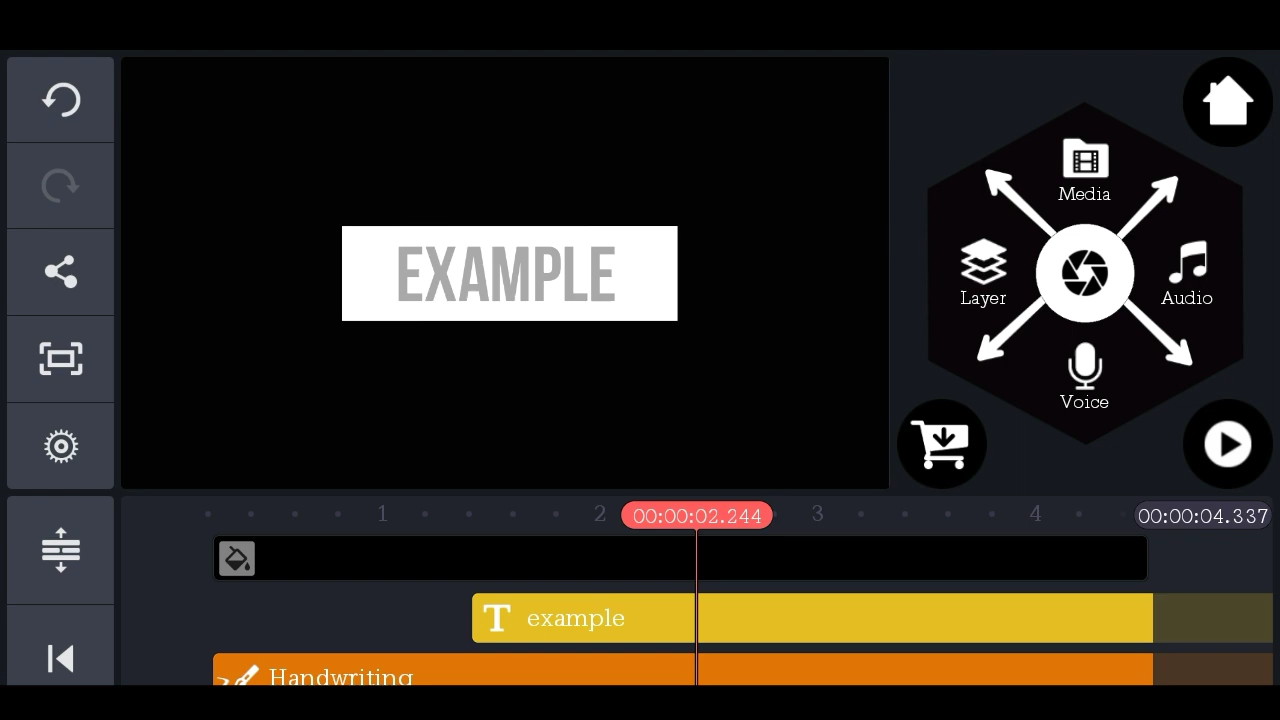 Media
EXAMPLE
Layer
Audio
Voice
1
2
00:00:02.244
3
4
00:00:04.337
T example
Handwriting